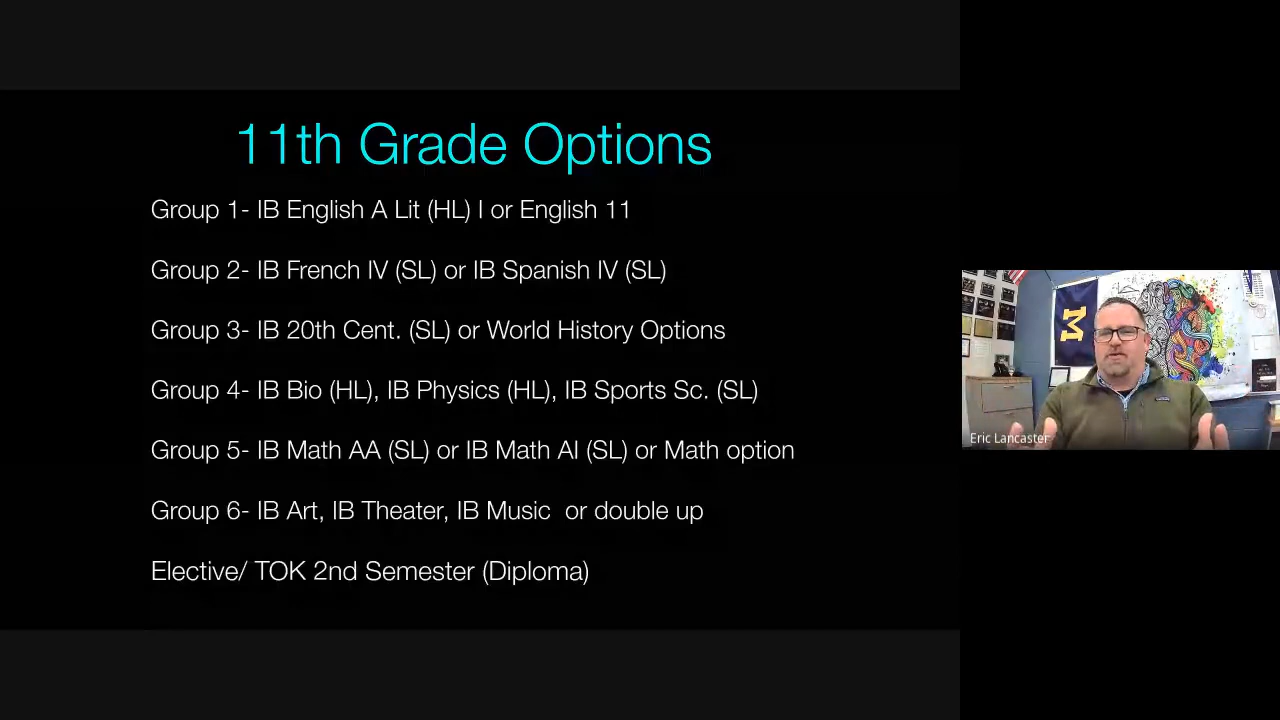 11th Grade Options
Group 1- IB English A Lit (HL) I or English 11
Group 2- IB French IV (SL) or IB Spanish IV (SL)
Group 3- IB 20th Cent. (SL) or World History Options
Group 4- IB Bio (HL), IB Physics (HL), IB Sports Sc. (SL)
Group 5- IB Math AA (SL) or IB Math AI (SL) or Math option
Group 6- IB Art, IB Theater, IB Music  or double up
Elective/ TOK 2nd Semester (Diploma)
M
Eric Lancaster